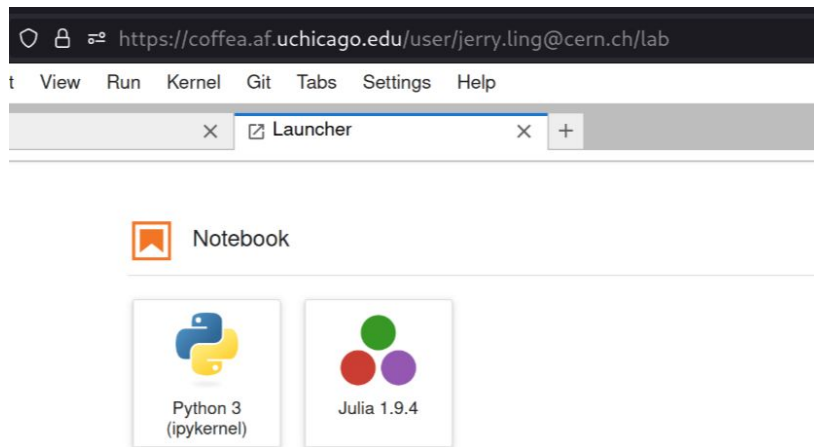 https://coffea.af.uchicago.edu/user/jerry.ling@cern.ch/lab
t View Run Kernel Git Tabs Settings Help
Launcher
Notebook
Python 3 Julia 1.9.4
(ipykernel)